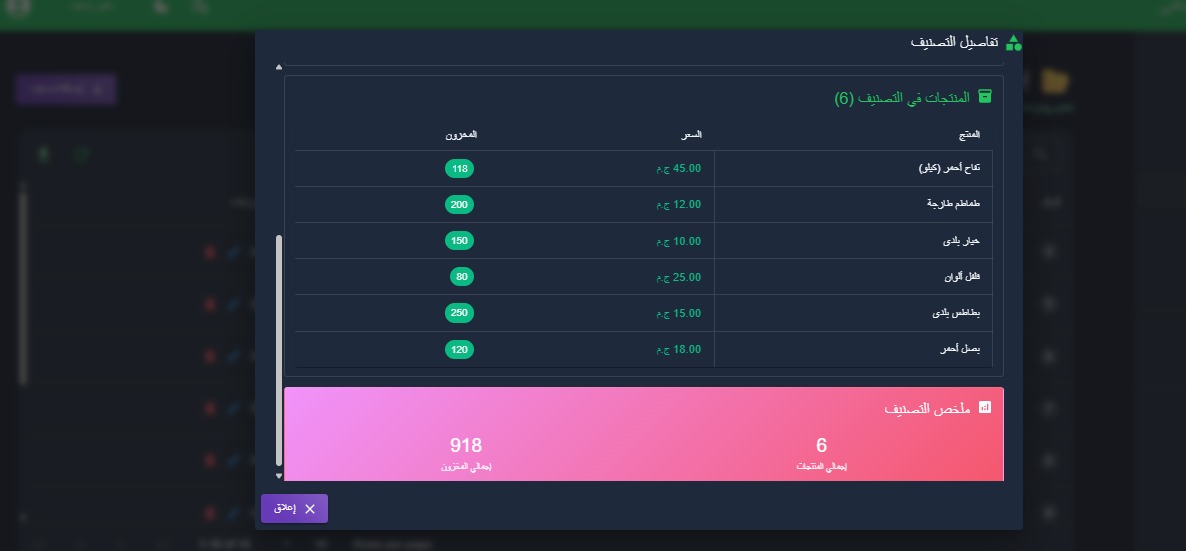 تفاصيل التصنيف
المنتجات في التصنيف (6)
المنتج السعر المخزون
تفاح أحمر (كيلو) 45.00 ج.م 118
طماطم طازجة 12.00 ج.م 200
خيار بلدى 10.00 ج.م 150
فلفل ألوان 25.00 ج.م 80
بطاطس بلدى 15.00 ج.م 250
بصل أحمر 18.00 ج.م 120
ملخص التصنيف
6 918
إجمالي المنتجات إجمالي المخزون
إغلاق